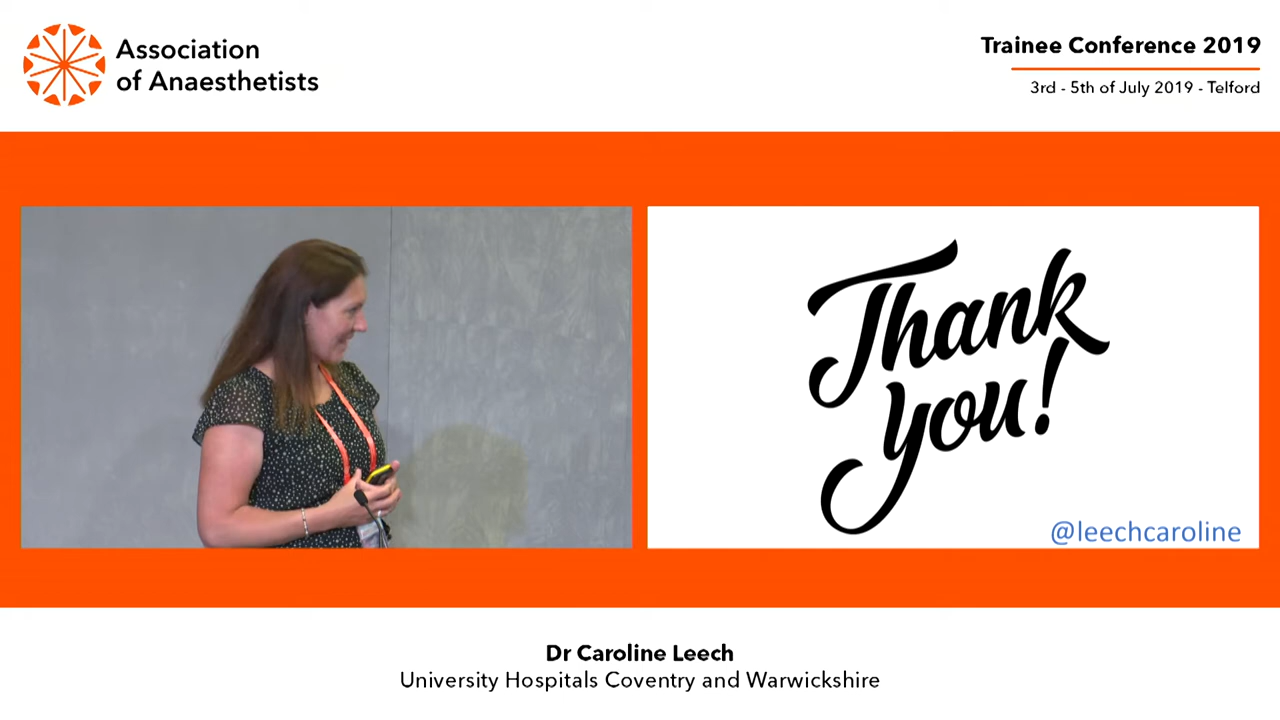 Association
of Anaesthetists
Trainee Conference 2019
3rd - 5th of July 2019 - Telford
Thank
you!
@leechcaroline
Dr Caroline Leech
University Hospitals Coventry and Warwickshire